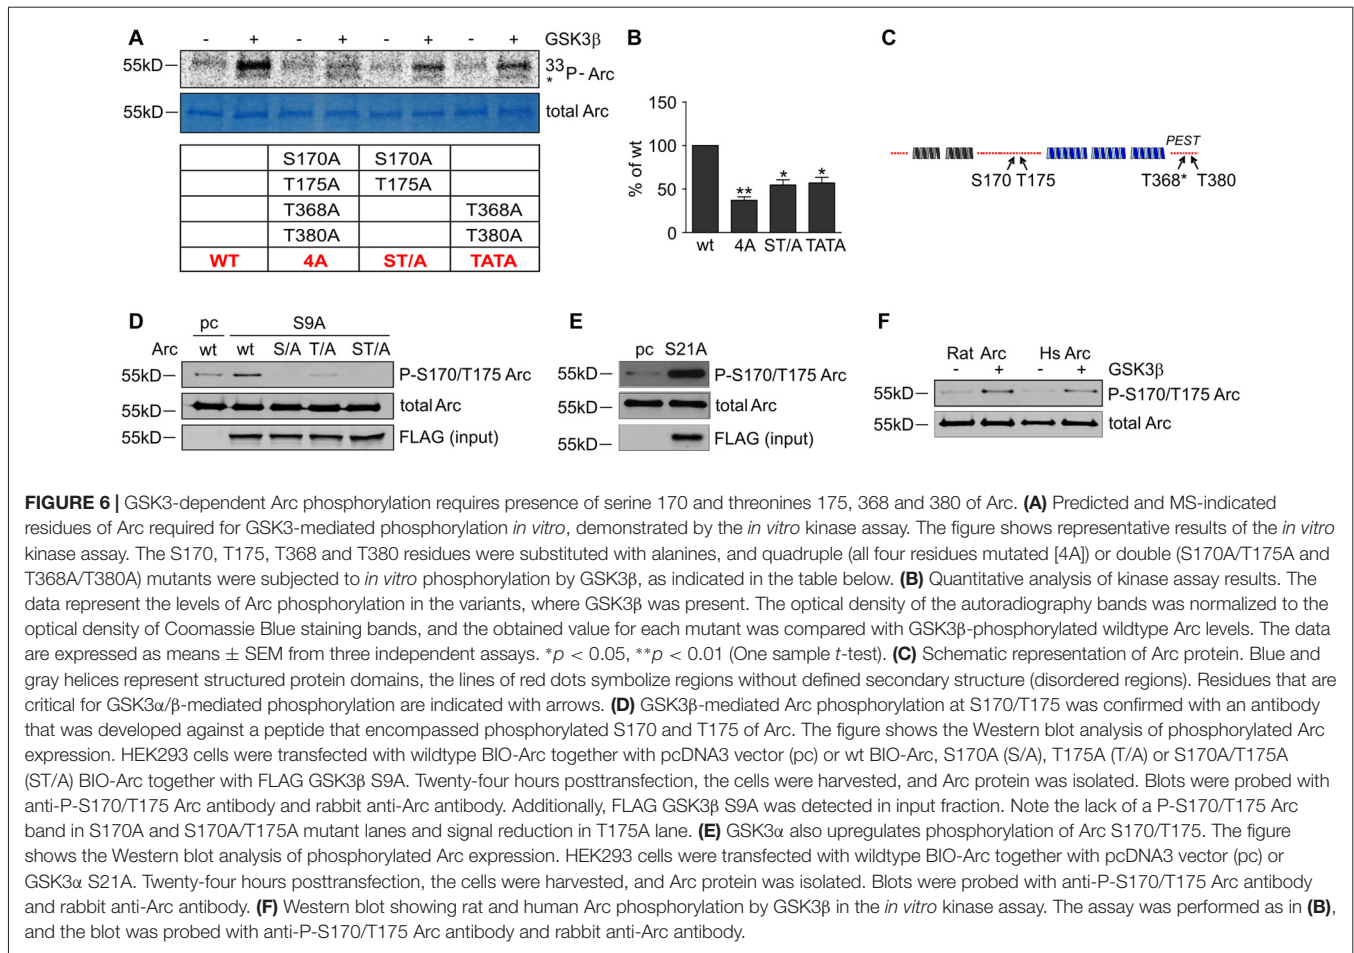 A - + - + - + - + GSK3β
55kD 33P- Arc
*
55kD total Arc
S170A S170A
T175A T175A
T368A T368A
T380A T380A
WT 4A ST/A TATA
B
150
100
50
0
% of wt
** * *
wt 4A ST/A TATA
C
PEST
S170 T175 T368* T380
D pc S9A
Arc wt wt S/A T/A ST/A
55kD P-S170/T175 Arc
55kD total Arc
55kD FLAG (input)
E pc S21A
55kD P-S170/T175 Arc
55kD total Arc
55kD FLAG (input)
F
Rat Arc Hs Arc
- + - + GSK3β
55kD P-S170/T175 Arc
55kD total Arc
FIGURE 6 | GSK3-dependent Arc phosphorylation requires presence of serine 170 and threonines 175, 368 and 380 of Arc. (A) Predicted and MS-indicated
residues of Arc required for GSK3-mediated phosphorylation in vitro, demonstrated by the in vitro kinase assay. The figure shows representative results of the in vitro
kinase assay. The S170, T175, T368 and T380 residues were substituted with alanines, and quadruple (all four residues mutated [4A]) or double (S170A/T175A and
T368A/T380A) mutants were subjected to in vitro phosphorylation by GSK3β, as indicated in the table below. (B) Quantitative analysis of kinase assay results. The
data represent the levels of Arc phosphorylation in the variants, where GSK3β was present. The optical density of the autoradiography bands was normalized to the
optical density of Coomassie Blue staining bands, and the obtained value for each mutant was compared with GSK3β-phosphorylated wildtype Arc levels. The data
are expressed as means ± SEM from three independent assays. *p < 0.05, **p < 0.01 (One sample t-test). (C) Schematic representation of Arc protein. Blue and
gray helices represent structured protein domains, the lines of red dots symbolize regions without defined secondary structure (disordered regions). Residues that are
critical for GSK3α/β-mediated phosphorylation are indicated with arrows. (D) GSK3β-mediated Arc phosphorylation at S170/T175 was confirmed with an antibody
that was developed against a peptide that encompassed phosphorylated S170 and T175 of Arc. The figure shows the Western blot analysis of phosphorylated Arc
expression. HEK293 cells were transfected with wildtype BIO-Arc together with pcDNA3 vector (pc) or wt BIO-Arc, S170A (S/A), T175A (T/A) or S170A/T175A
(ST/A) BIO-Arc together with FLAG GSK3β S9A. Twenty-four hours posttransfection, the cells were harvested, and Arc protein was isolated. Blots were probed with
anti-P-S170/T175 Arc antibody and rabbit anti-Arc antibody. Additionally, FLAG GSK3β S9A was detected in input fraction. Note the lack of a P-S170/T175 Arc
band in S170A and S170A/T175A mutant lanes and signal reduction in T175A lane. (E) GSK3α also upregulates phosphorylation of Arc S170/T175. The figure
shows the Western blot analysis of phosphorylated Arc expression. HEK293 cells were transfected with wildtype BIO-Arc together with pcDNA3 vector (pc) or
GSK3α S21A. Twenty-four hours posttransfection, the cells were harvested, and Arc protein was isolated. Blots were probed with anti-P-S170/T175 Arc antibody
and rabbit anti-Arc antibody. (F) Western blot showing rat and human Arc phosphorylation by GSK3β in the in vitro kinase assay. The assay was performed as in (B),
and the blot was probed with anti-P-S170/T175 Arc antibody and rabbit anti-Arc antibody.